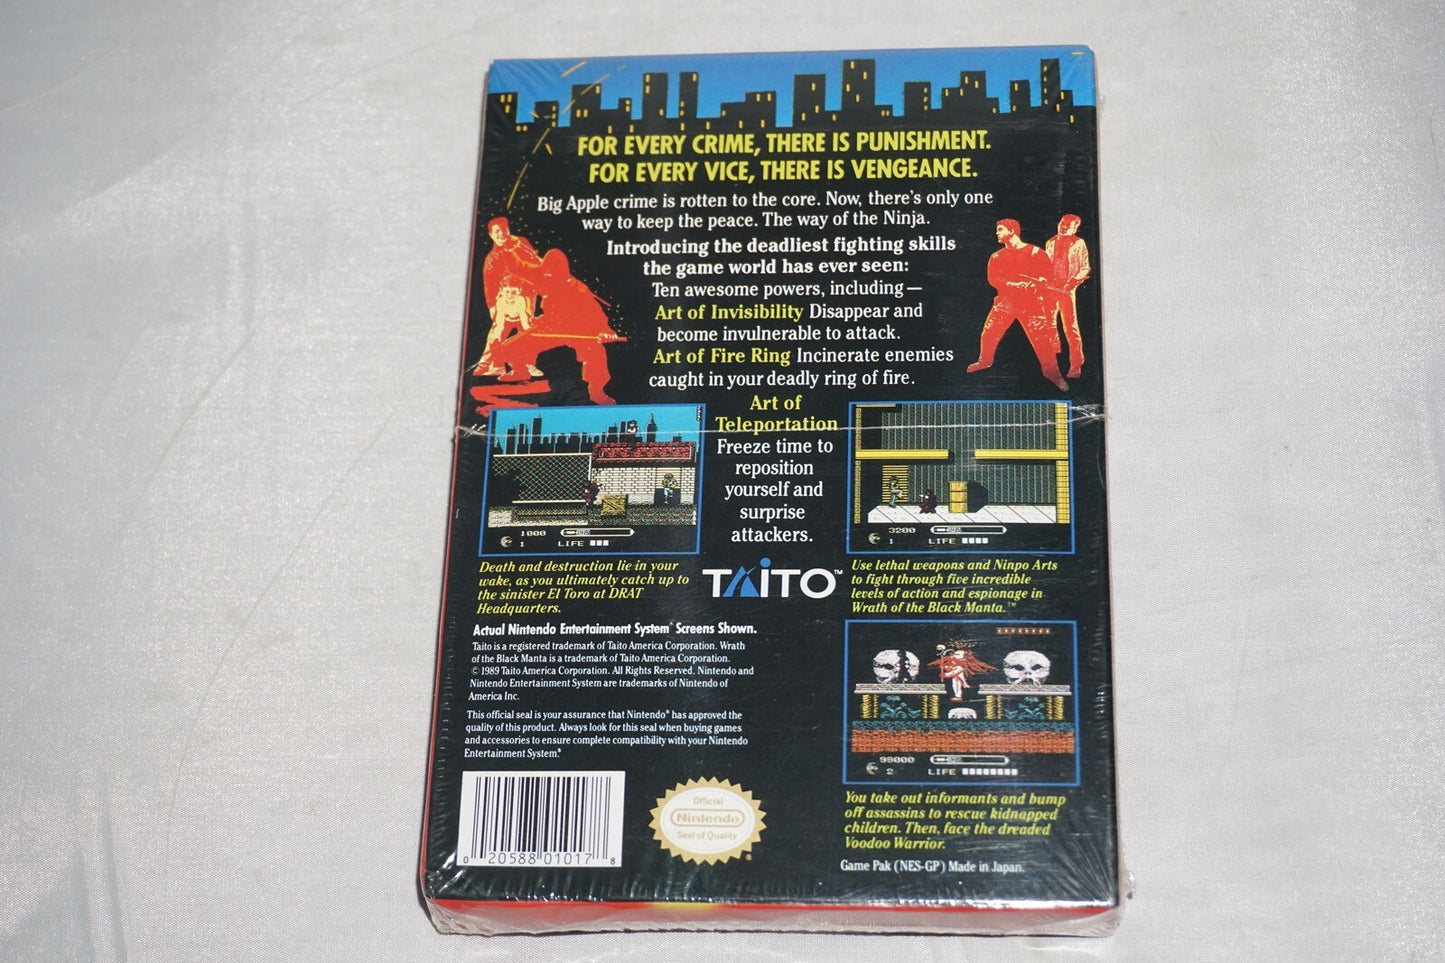 FOR EVERY CRIME, THERE IS PUNISHMENT.
FOR EVERY VICE, THERE IS VENGEANCE.
Big Apple crime is rotten to the core. Now, there's only one
way to keep the peace. The way of the Ninja.
Introducing the deadliest fighting skills
the game world has ever seen:
Ten awesome powers, including —
Art of Invisibility Disappear and
become invulnerable to attack.
Art of Fire Ring Incinerate enemies
caught in your deadly ring of fire.
Art of
Teleportation
Freeze time to
reposition
yourself and
surprise
attackers.
1000
1 LIFE
Death and destruction lie in your
wake, as you ultimately catch up to
the sinister El Toro at DRAT
Headquarters.
TAITO™
3200
1 LIFE
Use lethal weapons and Ninpo Arts
to fight through five incredible
levels of action and espionage in
Wrath of the Black Manta.™
Actual Nintendo Entertainment System® Screens Shown.
Taito is a registered trademark of Taito America Corporation. Wrath
of the Black Manta is a trademark of Taito America Corporation.
© 1989 Taito America Corporation. All Rights Reserved. Nintendo and
Nintendo Entertainment System are trademarks of Nintendo of
America Inc.
This official seal is your assurance that Nintendo® has approved the
quality of this product. Always look for this seal when buying games
and accessories to ensure complete compatibility with your Nintendo
Entertainment System.®
99000
2 LIFE
You take out informants and bump
off assassins to rescue kidnapped
children. Then, face the dreaded
Voodoo Warrior.
Game Pak (NES-GP) Made in Japan.
0 20588 01017 8
Official
Nintendo
Seal of Quality
®